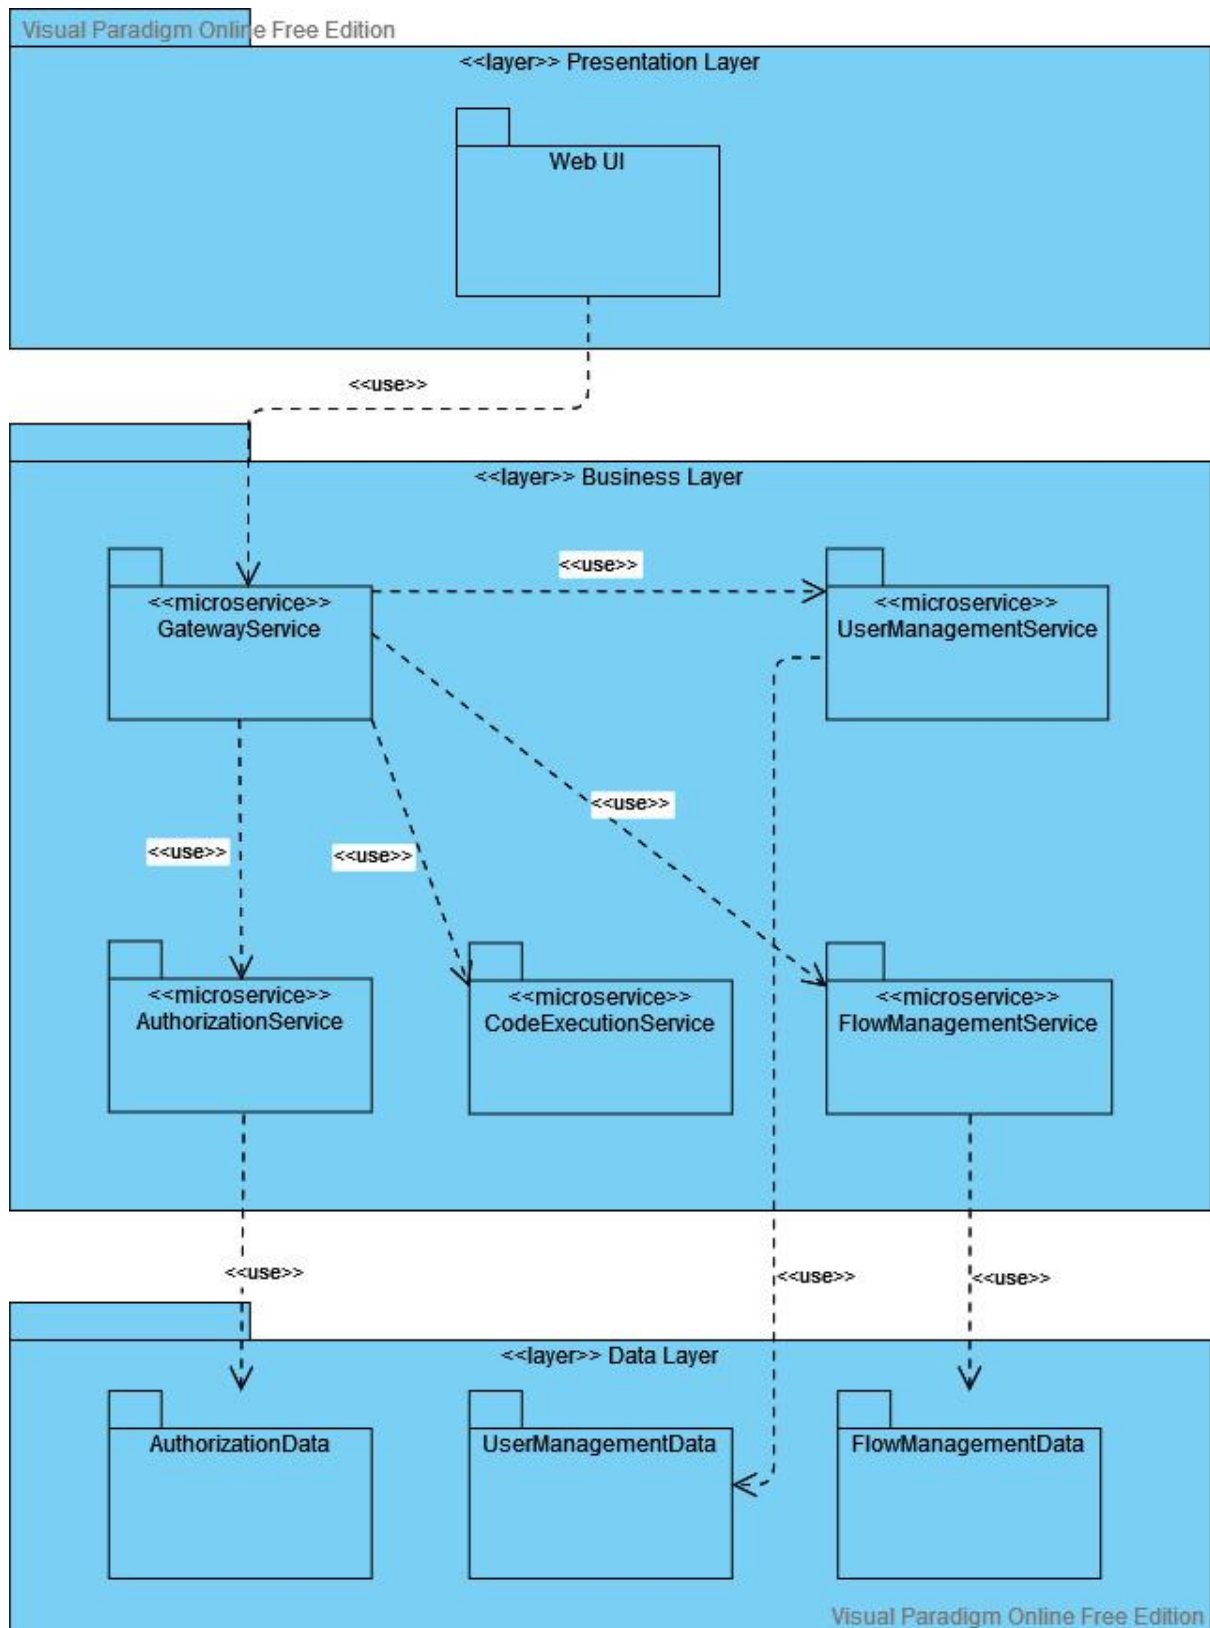 Visual Paradigm Online Free Edition
<<layer>> Presentation Layer
Web UI
<<use>>
<<layer>> Business Layer
<<use>>
<<microservice>>
GatewayService
<<microservice>>
UserManagementService
<<use>>
<<use>>
<<use>>
<<microservice>>
AuthorizationService
<<microservice>>
CodeExecutionService
<<microservice>>
FlowManagementService
<<use>>
<<use>>
<<use>>
<<layer>> Data Layer
AuthorizationData
UserManagementData
FlowManagementData
Visual Paradigm Online Free Edition